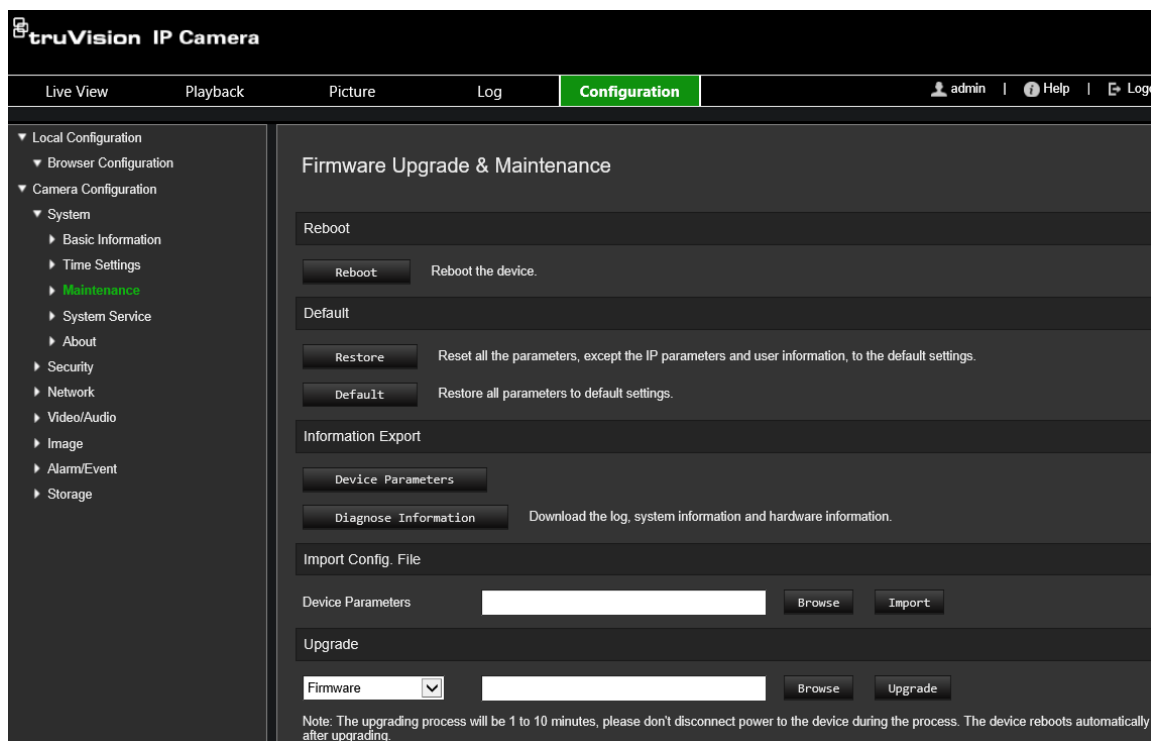 truVision IP Camera
Live View Playback Picture Log Configuration admin | Help | Logo
Local Configuration
Browser Configuration
Camera Configuration
System
Basic Information
Time Settings
Maintenance
System Service
About
Security
Network
Video/Audio
Image
Alarm/Event
Storage
Firmware Upgrade & Maintenance
Reboot
Reboot Reboot the device.
Default
Restore Reset all the parameters, except the IP parameters and user information, to the default settings.
Default Restore all parameters to default settings.
Information Export
Device Parameters
Diagnose Information Download the log, system information and hardware information.
Import Config. File
Device Parameters Browse Import
Upgrade
Firmware Browse Upgrade
Note: The upgrading process will be 1 to 10 minutes, please don't disconnect power to the device during the process. The device reboots automatically
after upgrading.